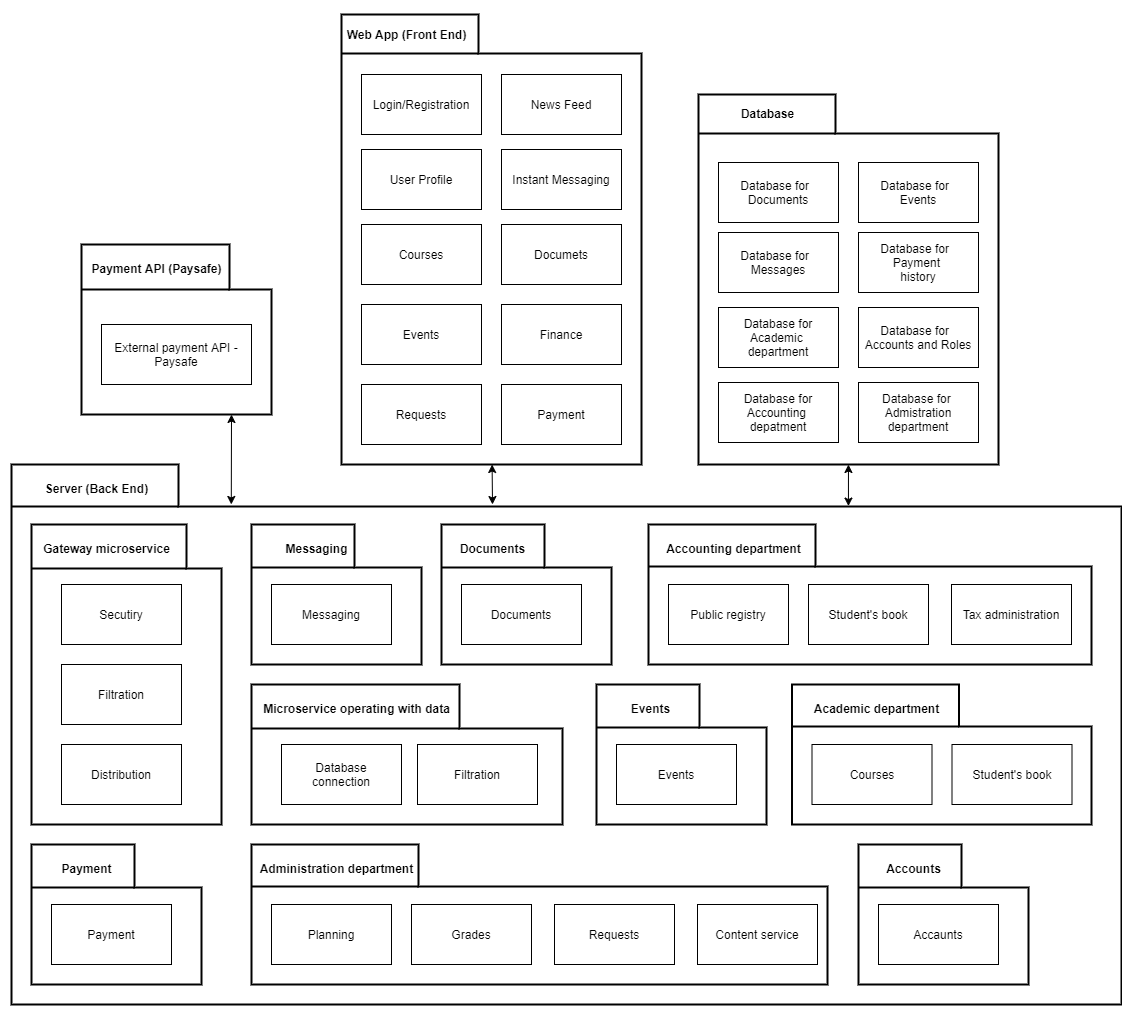 Web App (Front End)
Login/Registration
News Feed
User Profile
Instant Messaging
Courses
Documets
Events
Finance
Requests
Payment
Database
Database for
Documents
Database for
Events
Database for
Messages
Database for
Payment
history
Database for
Academic
department
Database for
Accounts and Roles
Database for
Accounting
depatment
Database for
Admistration
department
Payment API (Paysafe)
External payment API -
Paysafe
Server (Back End)
Gateway microservice
Secutiry
Filtration
Distribution
Messaging
Messaging
Documents
Documents
Accounting department
Public registry
Student's book
Tax administration
Microservice operating with data
Database
connection
Filtration
Events
Events
Academic department
Courses
Student's book
Payment
Payment
Administration department
Planning
Grades
Requests
Content service
Accounts
Accaunts